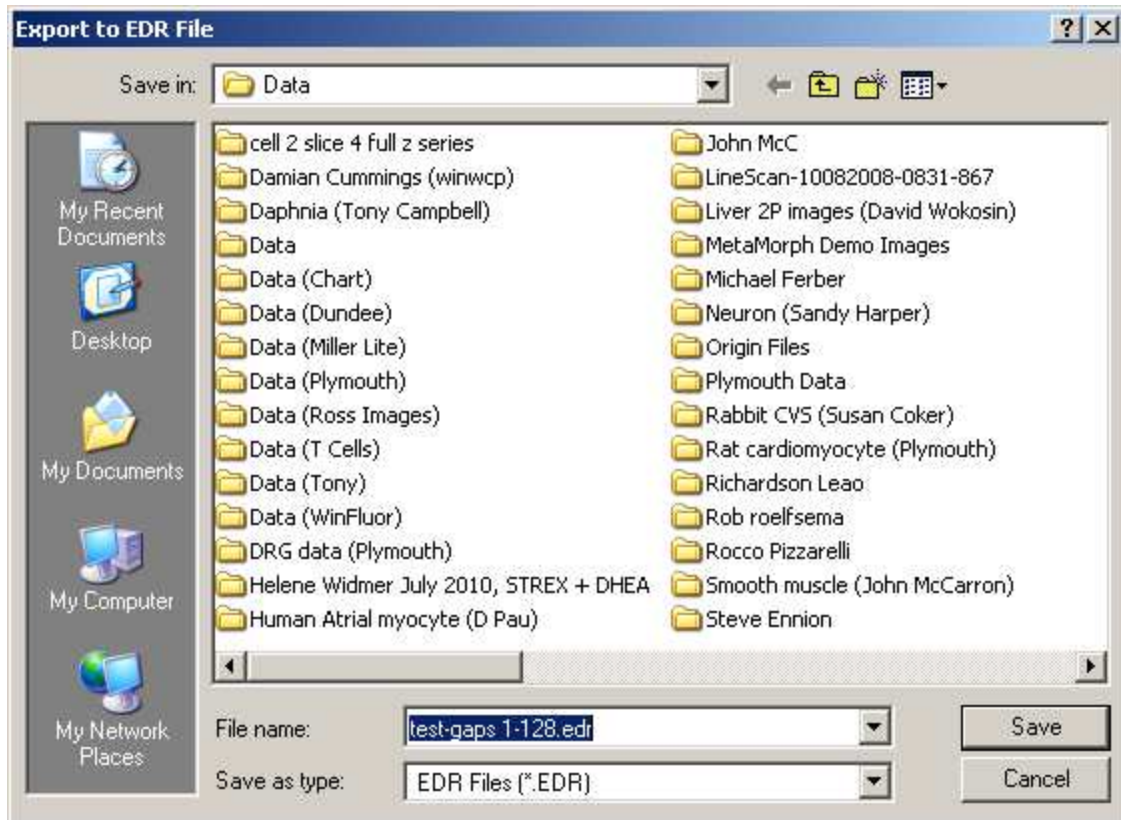 Export to EDR File
Save in:
Data
My Recent
Documents
Desktop
My Documents
My Computer
My Network
Places
cell 2 slice 4 full z series
Damian Cummings (winwcp)
Daphnia (Tony Campbell)
Data
Data (Chart)
Data (Dundee)
Data (Miller Lite)
Data (Plymouth)
Data (Ross Images)
Data (T Cells)
Data (Tony)
Data (WinFluor)
DRG data (Plymouth)
Helene Widmer July 2010, STREX + DHEA
Human Atrial myocyte (D Pau)
John McC
LineScan-10082008-0831-867
Liver 2P images (David Wokosin)
MetaMorph Demo Images
Michael Ferber
Neuron (Sandy Harper)
Origin Files
Plymouth Data
Rabbit CVS (Susan Coker)
Rat cardiomyocyte (Plymouth)
Richardson Leao
Rob roelfsema
Rocco Pizzarelli
Smooth muscle (John McCarron)
Steve Ennion
File name:
test-gaps 1-128.edr
Save
Save as type:
EDR Files (*.EDR)
Cancel